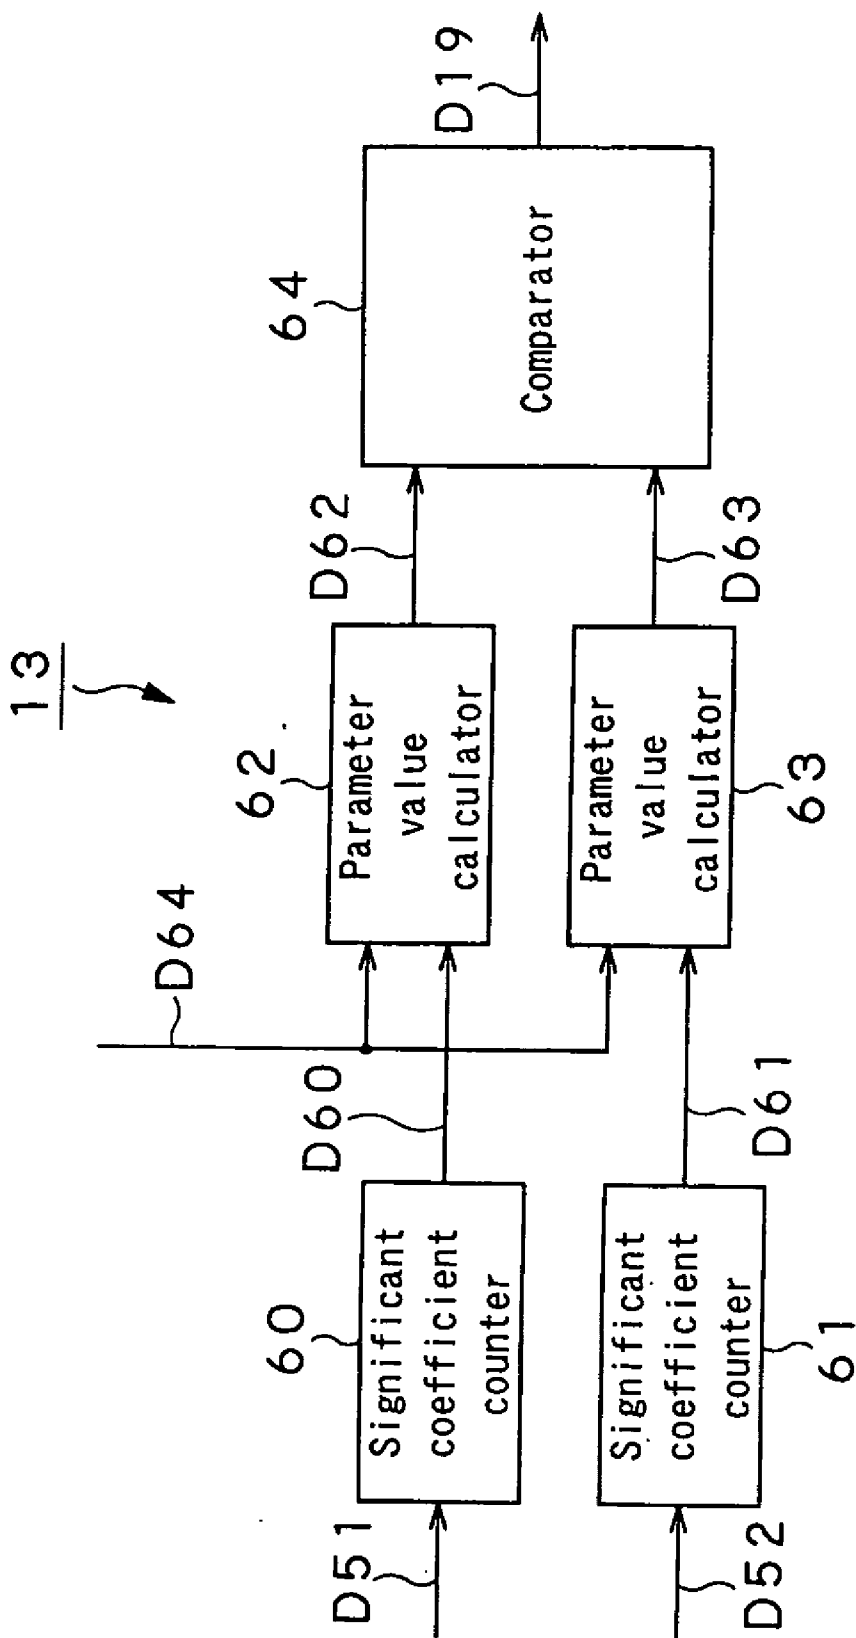 13
D64
D51
60
Significant
coefficient
counter
D60
62
Parameter
value
calculator
D62
64
Comparator
D19
D52
61
Significant
coefficient
counter
D61
63
Parameter
value
calculator
D63